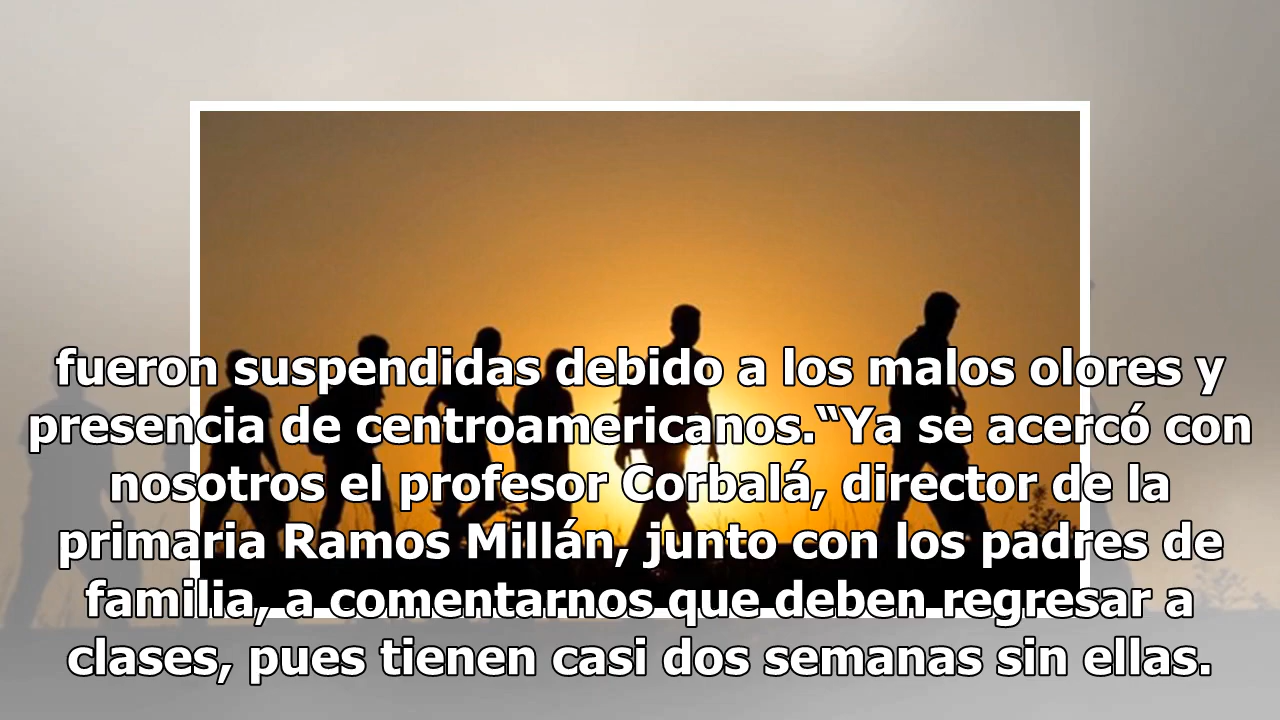 fueron suspendidas debido a los malos olores y
presencia de centroamericanos.“Ya se acercó con
nosotros el profesor Corbalá, director de la
primaria Ramos Millán, junto con los padres de
familia, a comentarnos que deben regresar a
clases, pues tienen casi dos semanas sin ellas.